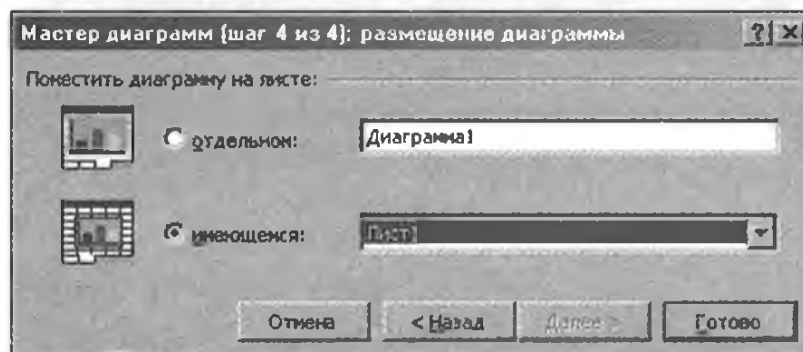 Мастер диаграмм (шаг 4 из 4): размещение диаграммы
Поместить диаграмму на листе:
отдельном: Диаграмма1
имеющемся:
Отмена < Назад Далее > Готово